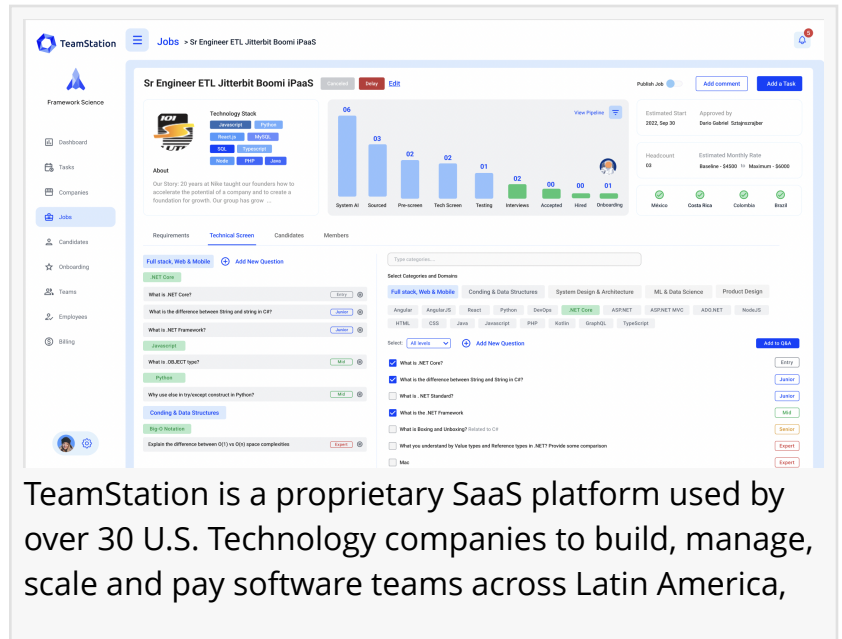 TeamStation
Jobs > Sr Engineer ETL Jitterbit Boomi iPaaS
5
Framework Science
Dashboard
Tasks
Companies
Jobs
Candidates
Onboarding
Teams
Employees
Billing
Sr Engineer ETL Jitterbit Boomi iPaaS
Canceled
Delay
Edit
Publish Job
Add comment
Add a Task
Technology Stack
Javascript Python
React.js MySQL
SQL Typescript
Node PHP Java
About
Our Story: 20 years at Nike taught our founders how to
accelerate the potential of a company and to create a
foundation for growth. Our group has grow ....
06 03 02 02 01 02 00 00 01
View Pipeline
System AI Sourced Pre-screen Tech Screen Testing Interviews Accepted Hired Onboarding
Estimated Start Approved by
2022, Sep 30 Dario Gabriel Sztajnszrajber
Headcount Estimated Monthly Rate
03 Baseline - $4500 to Maximum - $6000
México Costa Rica Colombia Brazil
Requirements Technical Screen Candidates Members
Full stack, Web & Mobile Add New Question
.NET Core
What is .NET Core? Entry
What is the difference between String and string in C#? Junior
What is .NET Framework? Junior
Javascript
What is .OBJECT type? Mid
Python
Why use else in try/except construct in Python? Mid
Conding & Data Structures
Big-O Notation
Explain the difference between O(1) vs O(n) space complexities Expert
Type categories....
Select Categories and Domains
Full stack, Web & Mobile Conding & Data Structures System Design & Architecture ML & Data Science Product Design
Angular AngularJS React Python DevOps .NET Core ASP.NET ASP.NET MVC ADO.NET NodeJS
HTML CSS Java Javascript PHP Kotlin GraphQL TypeScript
Select: All levels Add New Question Add to Q&A
What is .NET Core? Entry
What is the difference between String and String in C#? Junior
What is . NET Standard? Junior
What is the .NET Framework Mid
What is Boxing and Unboxing? Related to C# Senior
What you understand by Value types and Reference types in .NET? Provide some comparison Expert
Mac Expert
TeamStation is a proprietary SaaS platform used by
over 30 U.S. Technology companies to build, manage,
scale and pay software teams across Latin America,